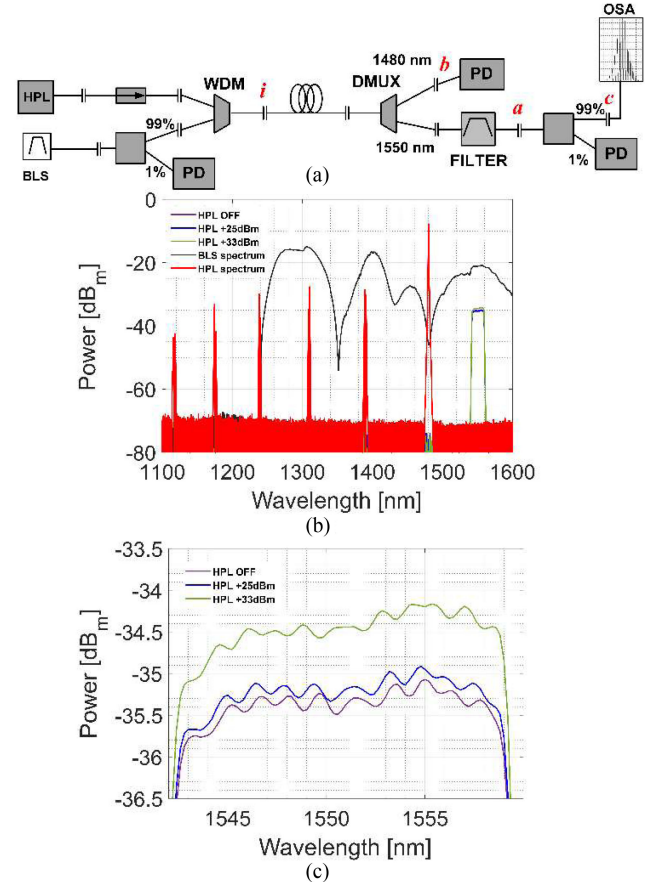 OSA
1480 nm
b
PD
WDM
i
DMUX
HPL
99%
a
99%
c
1550 nm
FILTER
BLS
1%
PD
1%
PD
(a)
0
-20
-40
-60
-80
Power [dBm]
HPL OFF
HPL +25dBm
HPL +33dBm
BLS spectrum
HPL spectrum
1100
1200
1300
1400
1500
1600
Wavelength [nm]
(b)
-33.5
-34
-34.5
-35
-35.5
-36
-36.5
Power [dBm]
HPL OFF
HPL +25dBm
HPL +33dBm
1545
1550
1555
Wavelength [nm]
(c)